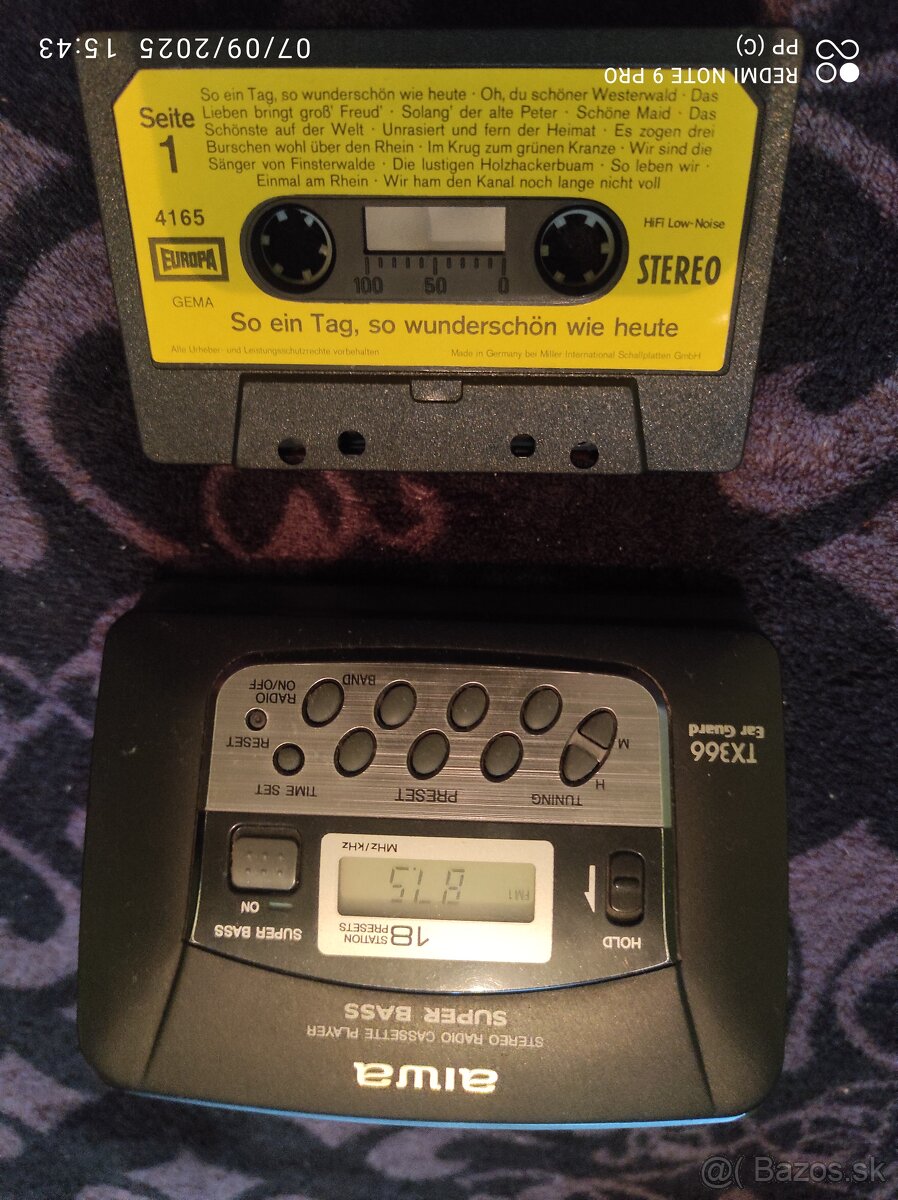 REDMI NOTE 9 PRO
PP (C)
07/09/2025 15:43
Seite
1
So ein Tag, so wunderschön wie heute · Oh, du schöner Westerwald · Das
Lieben bringt groß' Freud' · Solang' der alte Peter · Schöne Maid · Das
Schönste auf der Welt · Unrasiert und fern der Heimat · Es zogen drei
Burschen wohl über den Rhein · Im Krug zum grünen Kranze · Wir sind die
Sänger von Finsterwalde · Die lustigen Holzhackerbuam · So leben wir ·
Einmal am Rhein · Wir ham den Kanal noch lange nicht voll
4165
EUROPA
GEMA
100 50 0
HiFi Low-Noise
STEREO
So ein Tag, so wunderschön wie heute
Alle Urheber- und Leistungsschutzrechte vorbehalten
Made in Germany bei Miller International Schallplatten GmbH
aiwa
STEREO RADIO CASSETTE PLAYER
SUPER BASS
HOLD
18 STATION
PRESETS
FM1 87.5
MHz/kHz
SUPER BASS
ON
TUNING
PRESET
TIME SET
H
M
RESET
BAND
RADIO
ON/OFF
TX366
Ear Guard
@( Bazos.sk